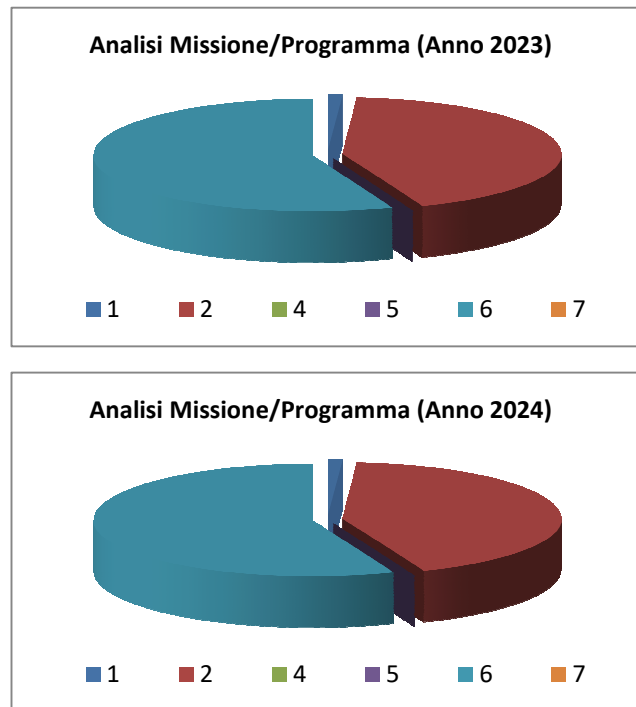 Analisi Missione/Programma (Anno 2023)
1 2 4 5 6 7
Analisi Missione/Programma (Anno 2024)
1 2 4 5 6 7